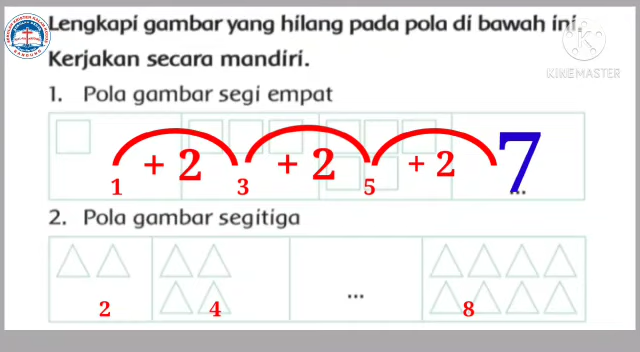 Lengkapi gambar yang hilang pada pola di bawah ini.
Kerjakan secara mandiri.
KINEMASTER
1. Pola gambar segi empat
+ 2 + 2 + 2 7
1 3 5 ...
2. Pola gambar segitiga
...
2 4 8